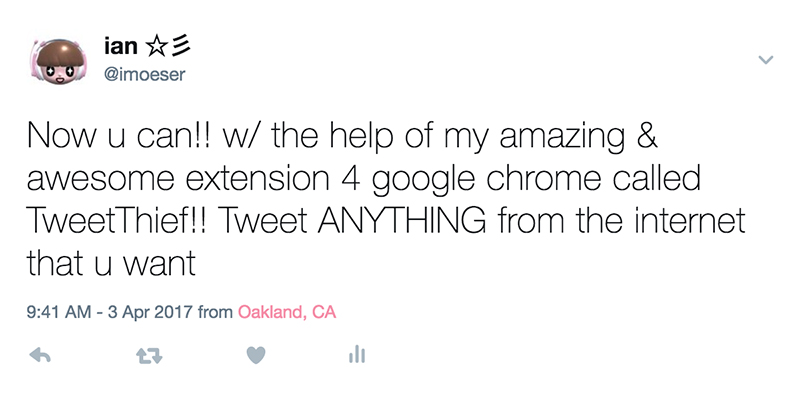 ian ☆彡
@imoeser
Now u can!! w/ the help of my amazing &
awesome extension 4 google chrome called
TweetThief!! Tweet ANYTHING from the internet
that u want
9:41 AM - 3 Apr 2017 from Oakland, CA